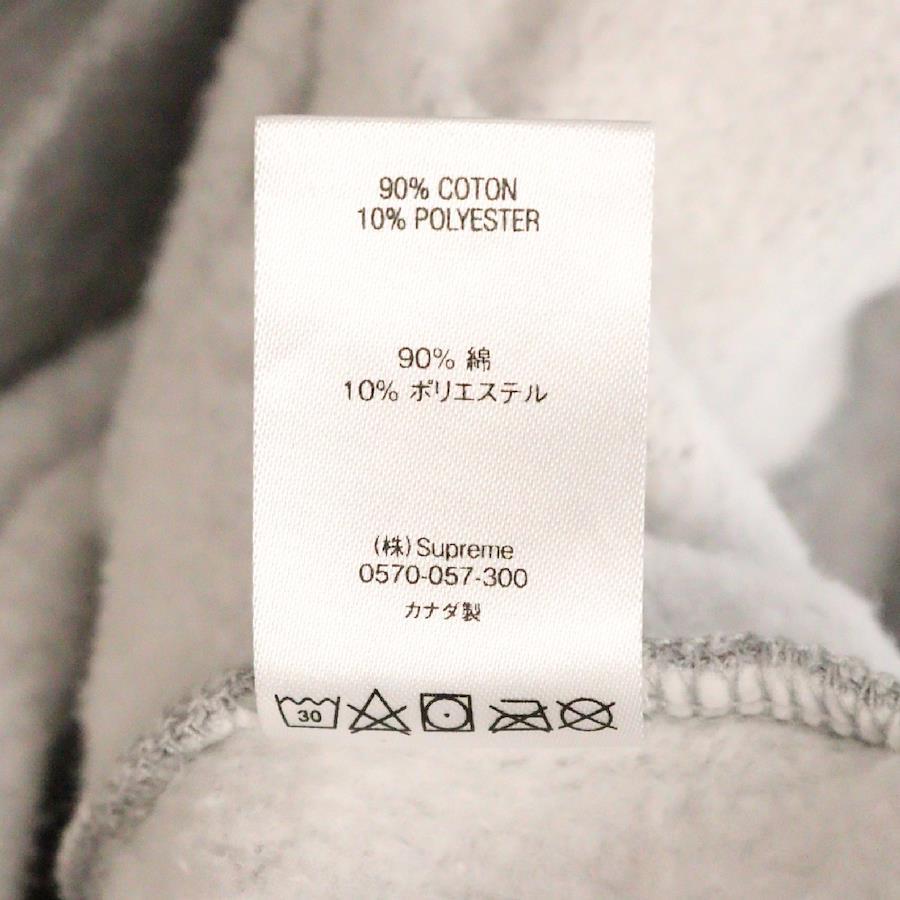 90% COTON
10% POLYESTER
90% 綿
10% ポリエステル
(株)Supreme
0570-057-300
カナダ製
30